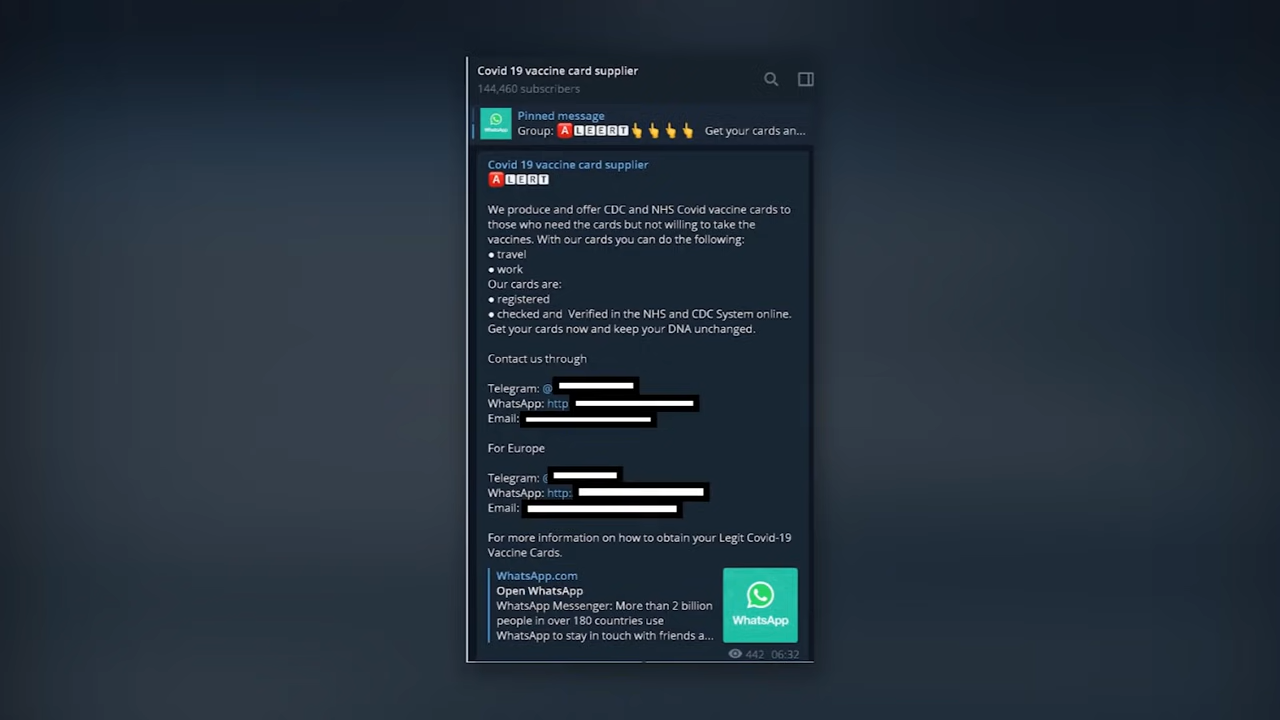 Covid 19 vaccine card supplier
144,460 subscribers
Pinned message
Group: ALEERT👆👆👆👆 Get your cards an...
Covid 19 vaccine card supplier
ALERT
We produce and offer CDC and NHS Covid vaccine cards to
those who need the cards but not willing to take the
vaccines. With our cards you can do the following:
● travel
● work
Our cards are:
● registered
● checked and Verified in the NHS and CDC System online.
Get your cards now and keep your DNA unchanged.
Contact us through
Telegram: @
WhatsApp: http
Email:
For Europe
Telegram: @
WhatsApp: http:
Email:
For more information on how to obtain your Legit Covid-19
Vaccine Cards.
WhatsApp.com
Open WhatsApp
WhatsApp Messenger: More than 2 billion
people in over 180 countries use
WhatsApp to stay in touch with friends a...
WhatsApp
442 06:32